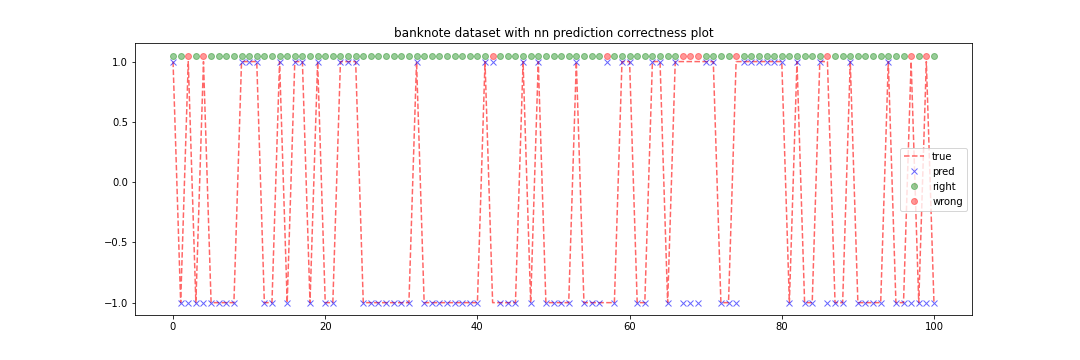 banknote dataset with nn prediction correctness plot
1.0
0.5
0.0
−0.5
−1.0
true
pred
right
wrong
0
20
40
60
80
100